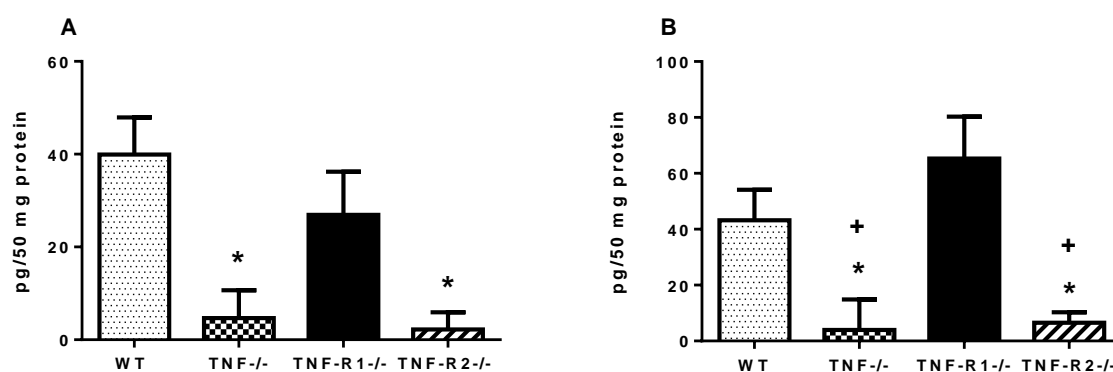 A
pg/50 mg protein
60
40
20
0
*
*
WT TNF-/- TNF-R1-/- TNF-R2-/-
B
pg/50 mg protein
100
80
60
40
20
0
+
*
+
*
WT TNF-/- TNF-R1-/- TNF-R2-/-